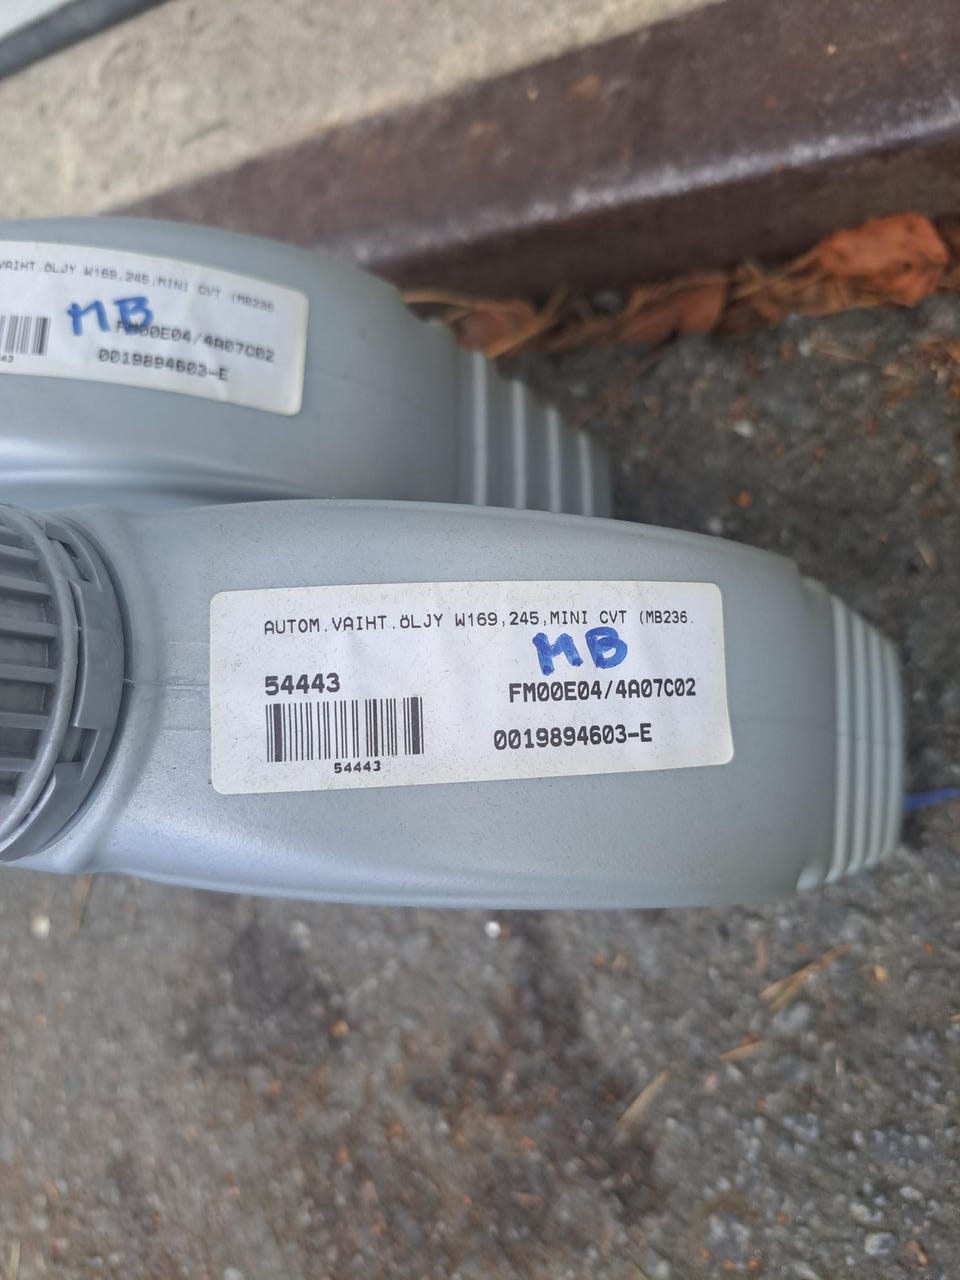 VAIHT.ÖLJY W169,245,MINI CVT (MB236
MB
FM00E04/4A07C02
0019894603-E
AUTOM.VAIHT.ÖLJY W169,245,MINI CVT (MB236.
MB
54443
FM00E04/4A07C02
0019894603-E
54443